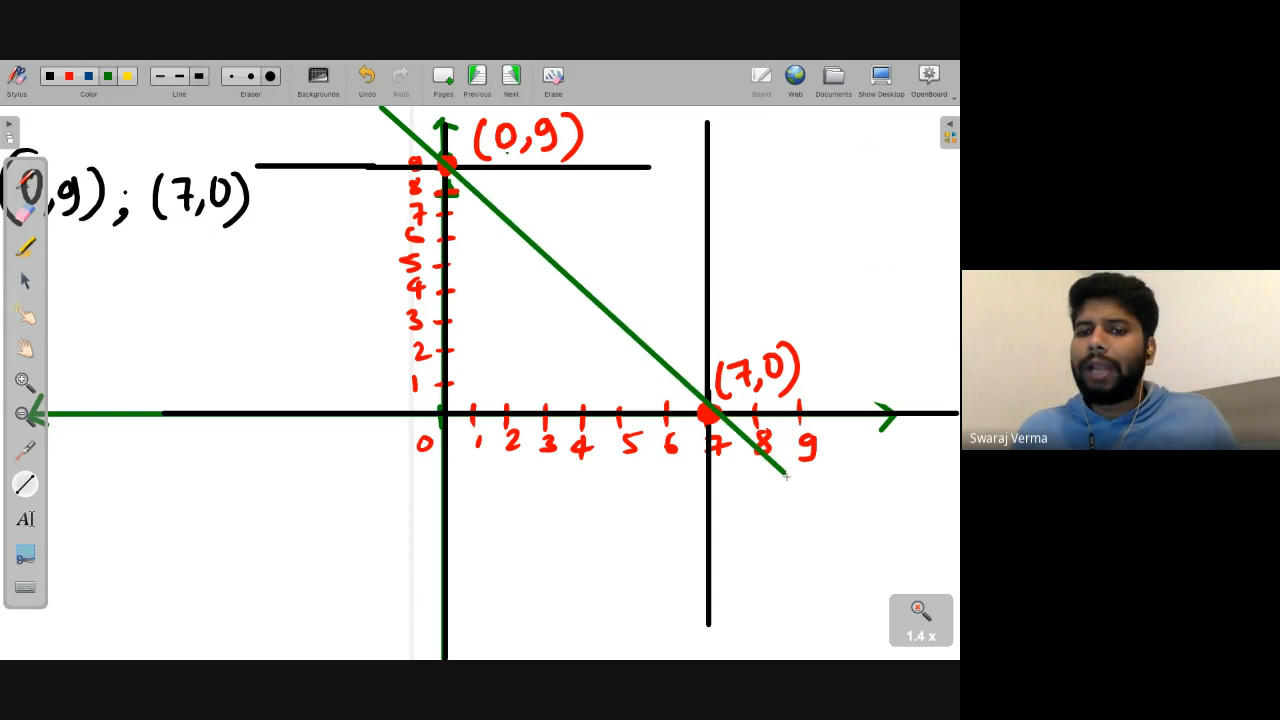 Stylus
Color
Line
Eraser
Backgrounds
Undo
Redo
Pages
Previous
Next
Erase
Board
Web
Documents
Show Desktop
OpenBoard
(0,9)
(0,9) ; (7,0)
9
8
7
6
5
4
3
2
1
(7,0)
0 1 2 3 4 5 6 7 8 9
AI
Swaraj Verma
1.4 x